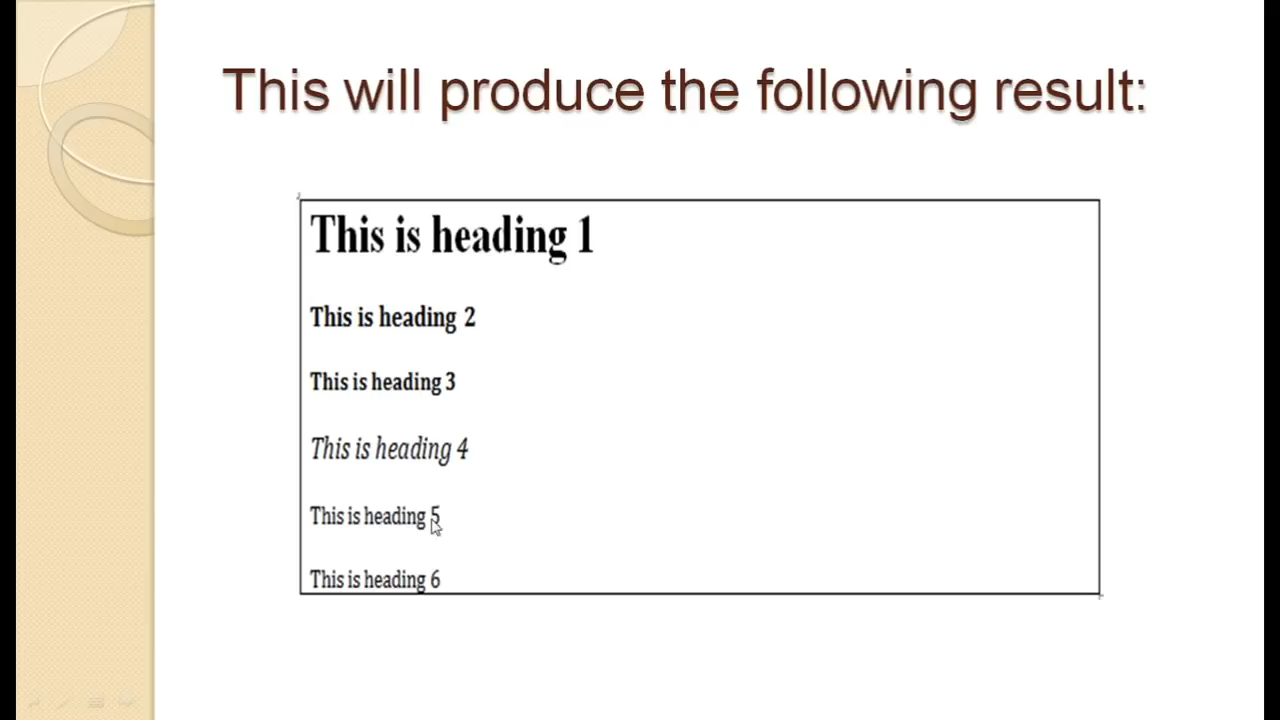 This will produce the following result:
This is heading 1
This is heading 2
This is heading 3
This is heading 4
This is heading 5
This is heading 6